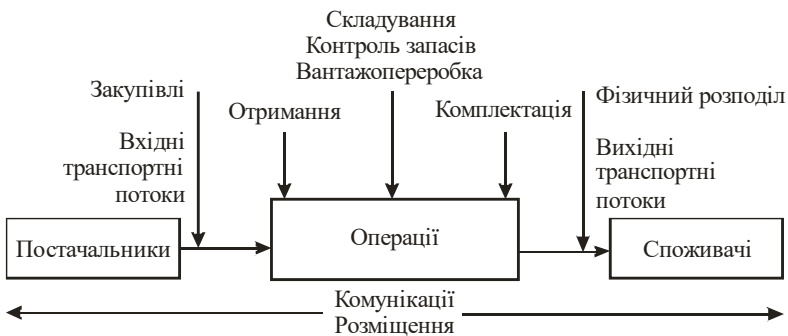 Складування
Контроль запасів
Вантажопереробка
Закупівлі
Фізичний розподіл
Отримання
Комплектація
Вхідні
транспортні
потоки
Вихідні
транспортні
потоки
Постачальники
Операції
Споживачі
Комунікації
Розміщення